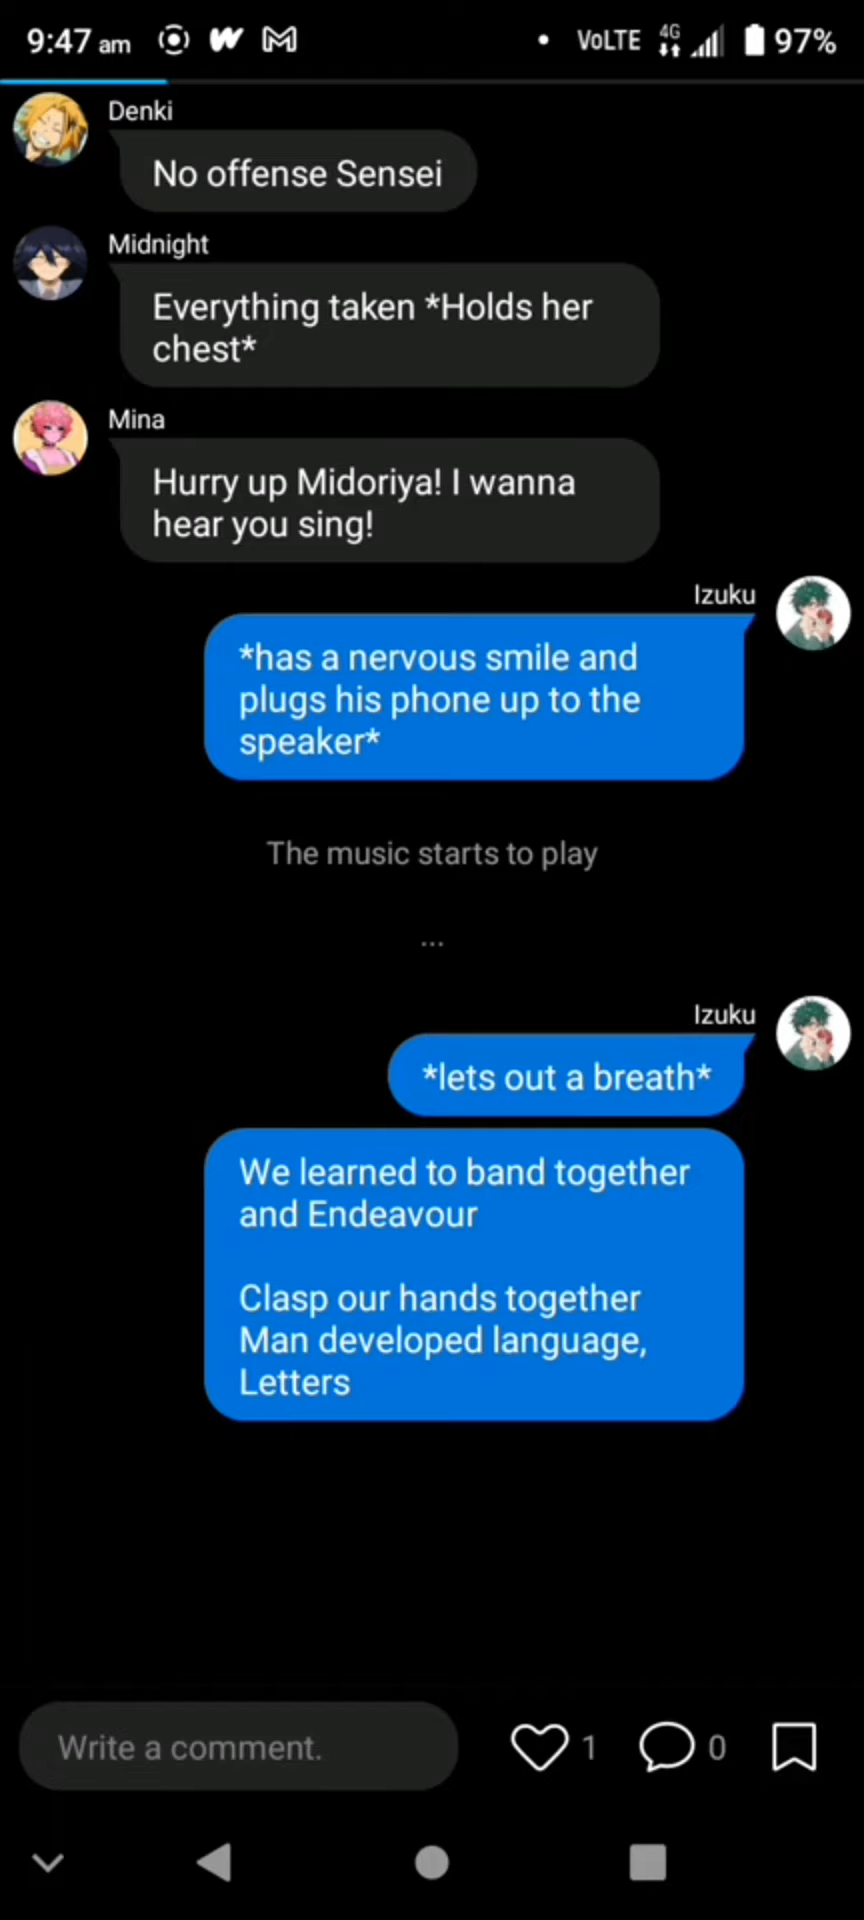 9:47 am VoLTE 4G 97%
Denki
No offense Sensei
Midnight
Everything taken *Holds her
chest*
Mina
Hurry up Midoriya! I wanna
hear you sing!
Izuku
*has a nervous smile and
plugs his phone up to the
speaker*
The music starts to play
...
Izuku
*lets out a breath*
We learned to band together
and Endeavour
Clasp our hands together
Man developed language,
Letters
Write a comment. 1 0